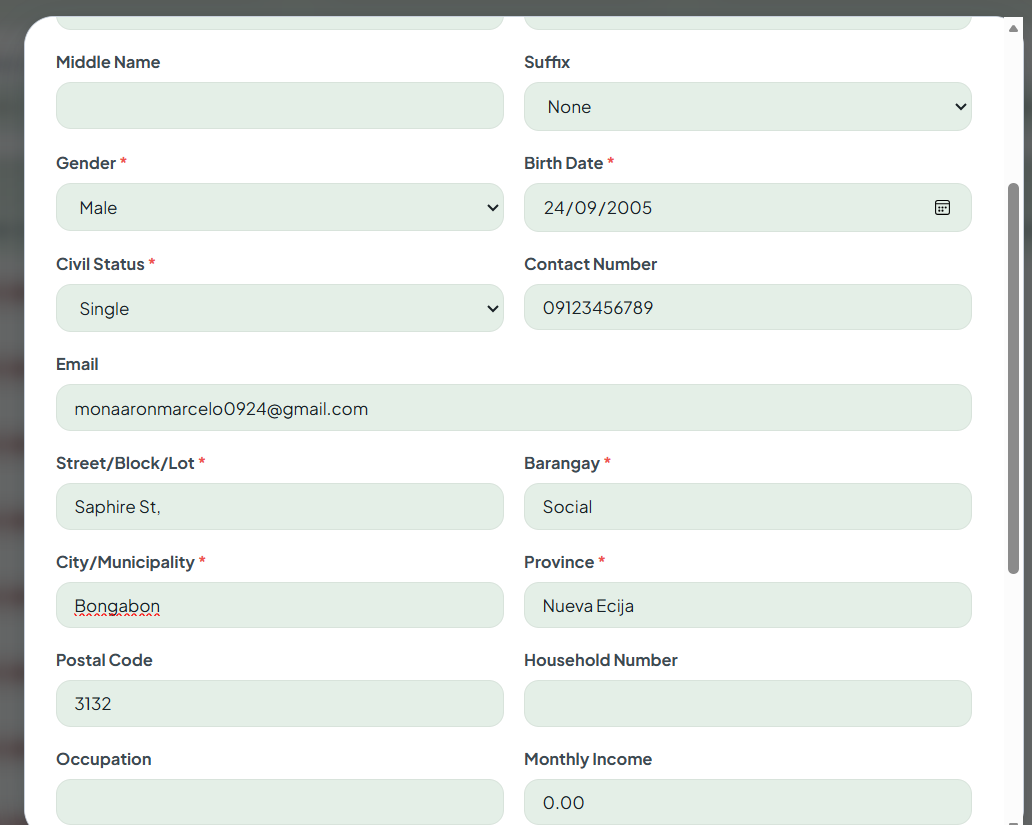 Middle Name Suffix
None
Gender * Birth Date *
Male 24/09/2005
Civil Status * Contact Number
Single 09123456789
Email
monaaronmarcelo0924@gmail.com
Street/Block/Lot * Barangay *
Saphire St, Social
City/Municipality * Province *
Bongabon Nueva Ecija
Postal Code Household Number
3132
Occupation Monthly Income
0.00